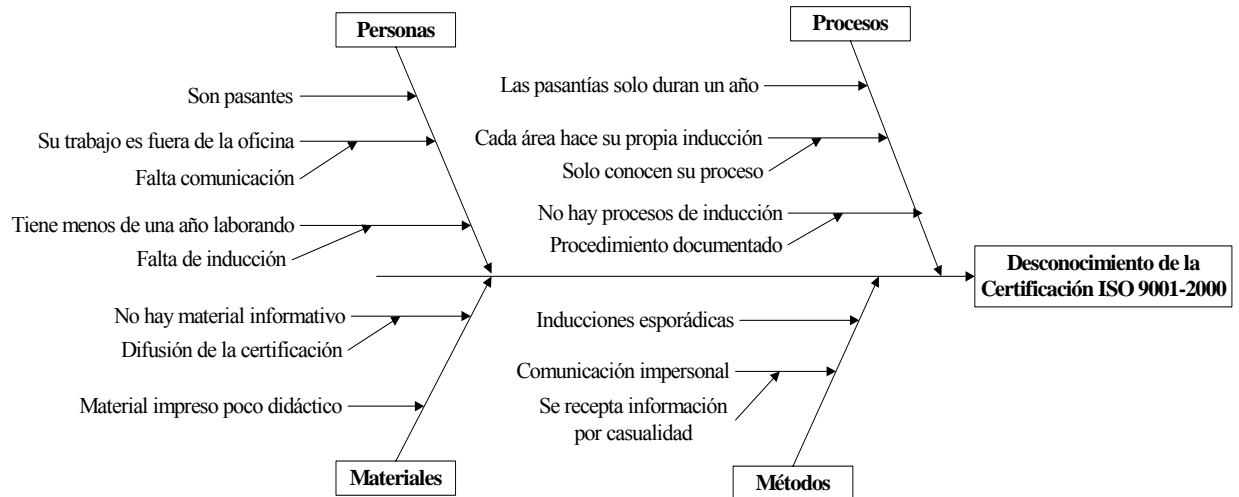 Personas
Procesos
Son pasantes
Su trabajo es fuera de la oficina
Falta comunicación
Tiene menos de una año laborando
Falta de inducción
Las pasantías solo duran un año
Cada área hace su propia inducción
Solo conocen su proceso
No hay procesos de inducción
Procedimiento documentado
Desconocimiento de la
Certificación ISO 9001-2000
No hay material informativo
Difusión de la certificación
Material impreso poco didáctico
Inducciones esporádicas
Comunicación impersonal
Se recepta información
por casualidad
Materiales
Métodos